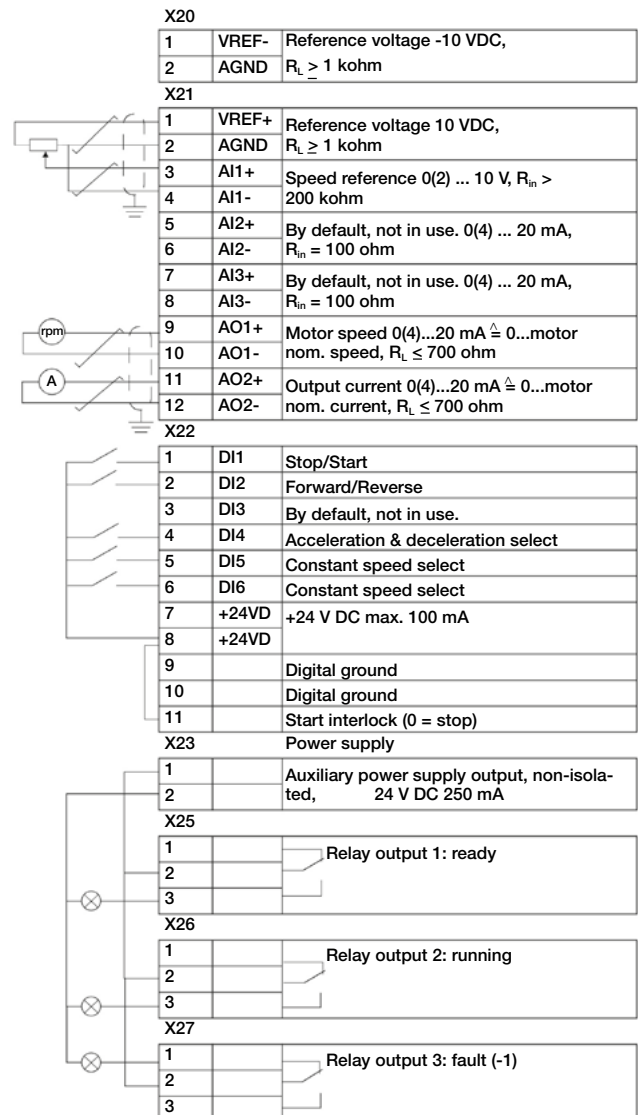 X20
1 VREF- Reference voltage -10 VDC,
2 AGND R_L ≥ 1 kohm
X21
1 VREF+ Reference voltage 10 VDC,
2 AGND R_L ≥ 1 kohm
3 AI1+ Speed reference 0(2) ... 10 V, R_in >
4 AI1- 200 kohm
5 AI2+ By default, not in use. 0(4) ... 20 mA,
6 AI2- R_in = 100 ohm
7 AI3+ By default, not in use. 0(4) ... 20 mA,
8 AI3- R_in = 100 ohm
rpm 9 AO1+ Motor speed 0(4)...20 mA ≙ 0...motor
10 AO1- nom. speed, R_L ≤ 700 ohm
A 11 AO2+ Output current 0(4)...20 mA ≙ 0...motor
12 AO2- nom. current, R_L ≤ 700 ohm
X22
1 DI1 Stop/Start
2 DI2 Forward/Reverse
3 DI3 By default, not in use.
4 DI4 Acceleration & deceleration select
5 DI5 Constant speed select
6 DI6 Constant speed select
7 +24VD +24 V DC max. 100 mA
8 +24VD
9 Digital ground
10 Digital ground
11 Start interlock (0 = stop)
X23 Power supply
1 Auxiliary power supply output, non-isola-
2 ted, 24 V DC 250 mA
X25
1 Relay output 1: ready
2
3
X26
1 Relay output 2: running
2
3
X27
1 Relay output 3: fault (-1)
2
3